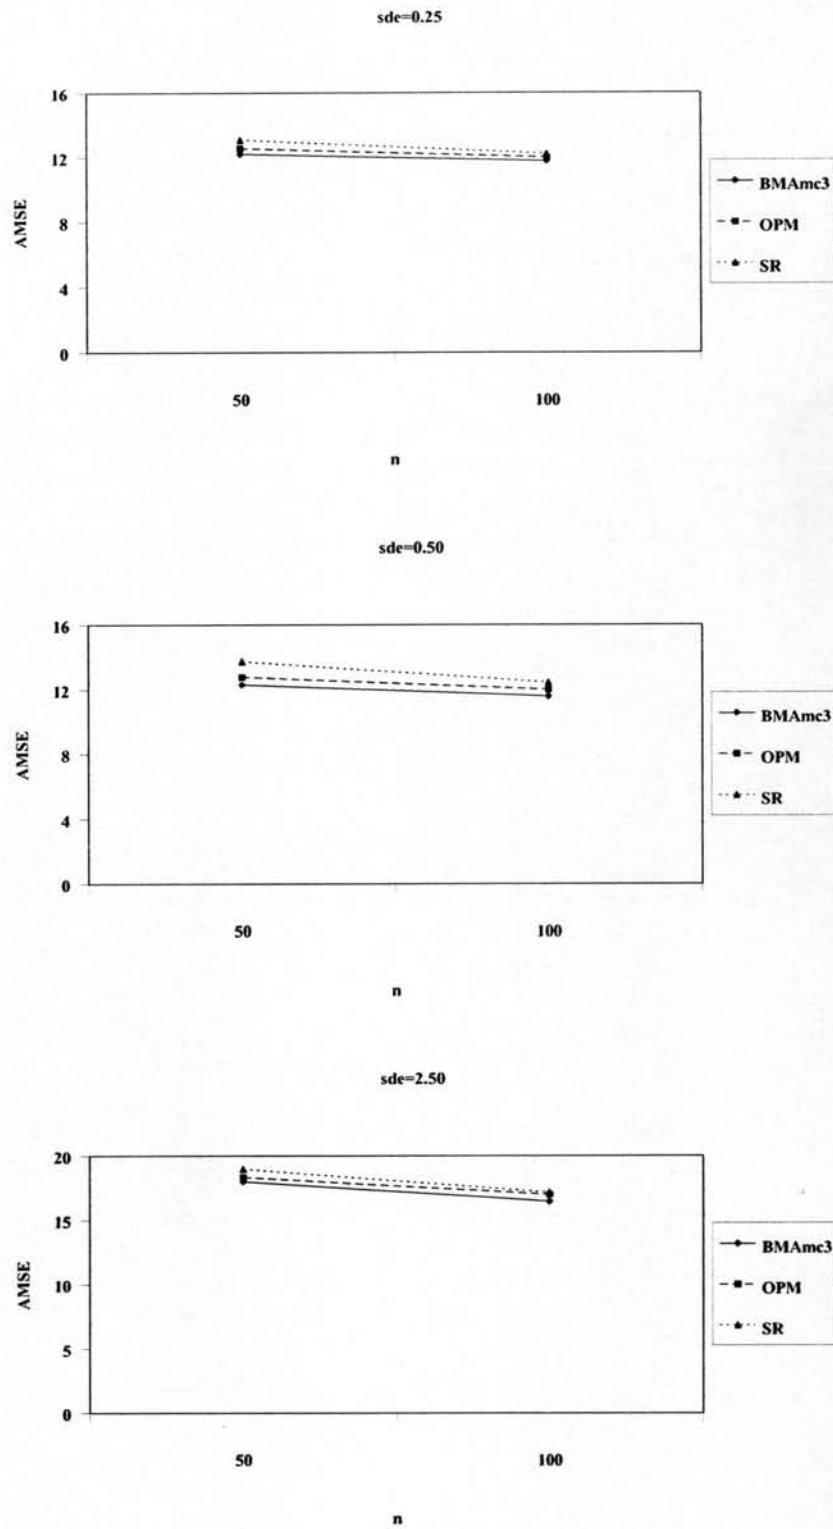 sde=0.25
16
12
8
4
0
AMSE
50
100
n
BMAmc3
OPM
SR
sde=0.50
16
12
8
4
0
AMSE
50
100
n
BMAmc3
OPM
SR
sde=2.50
20
15
10
5
0
AMSE
50
100
n
BMAmc3
OPM
SR